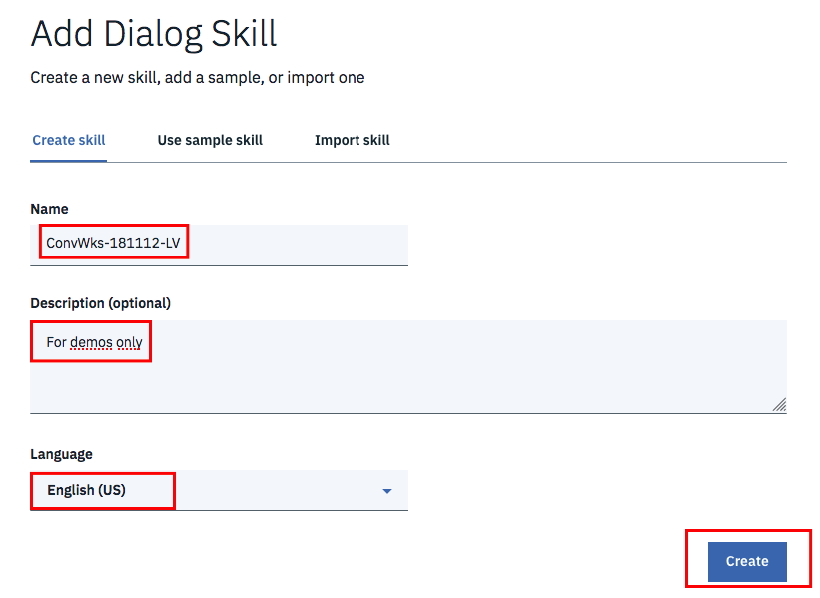 Add Dialog Skill
Create a new skill, add a sample, or import one
Create skill Use sample skill Import skill
Name
ConvWks-181112-LV
Description (optional)
For demos only
Language
English (US)
Create